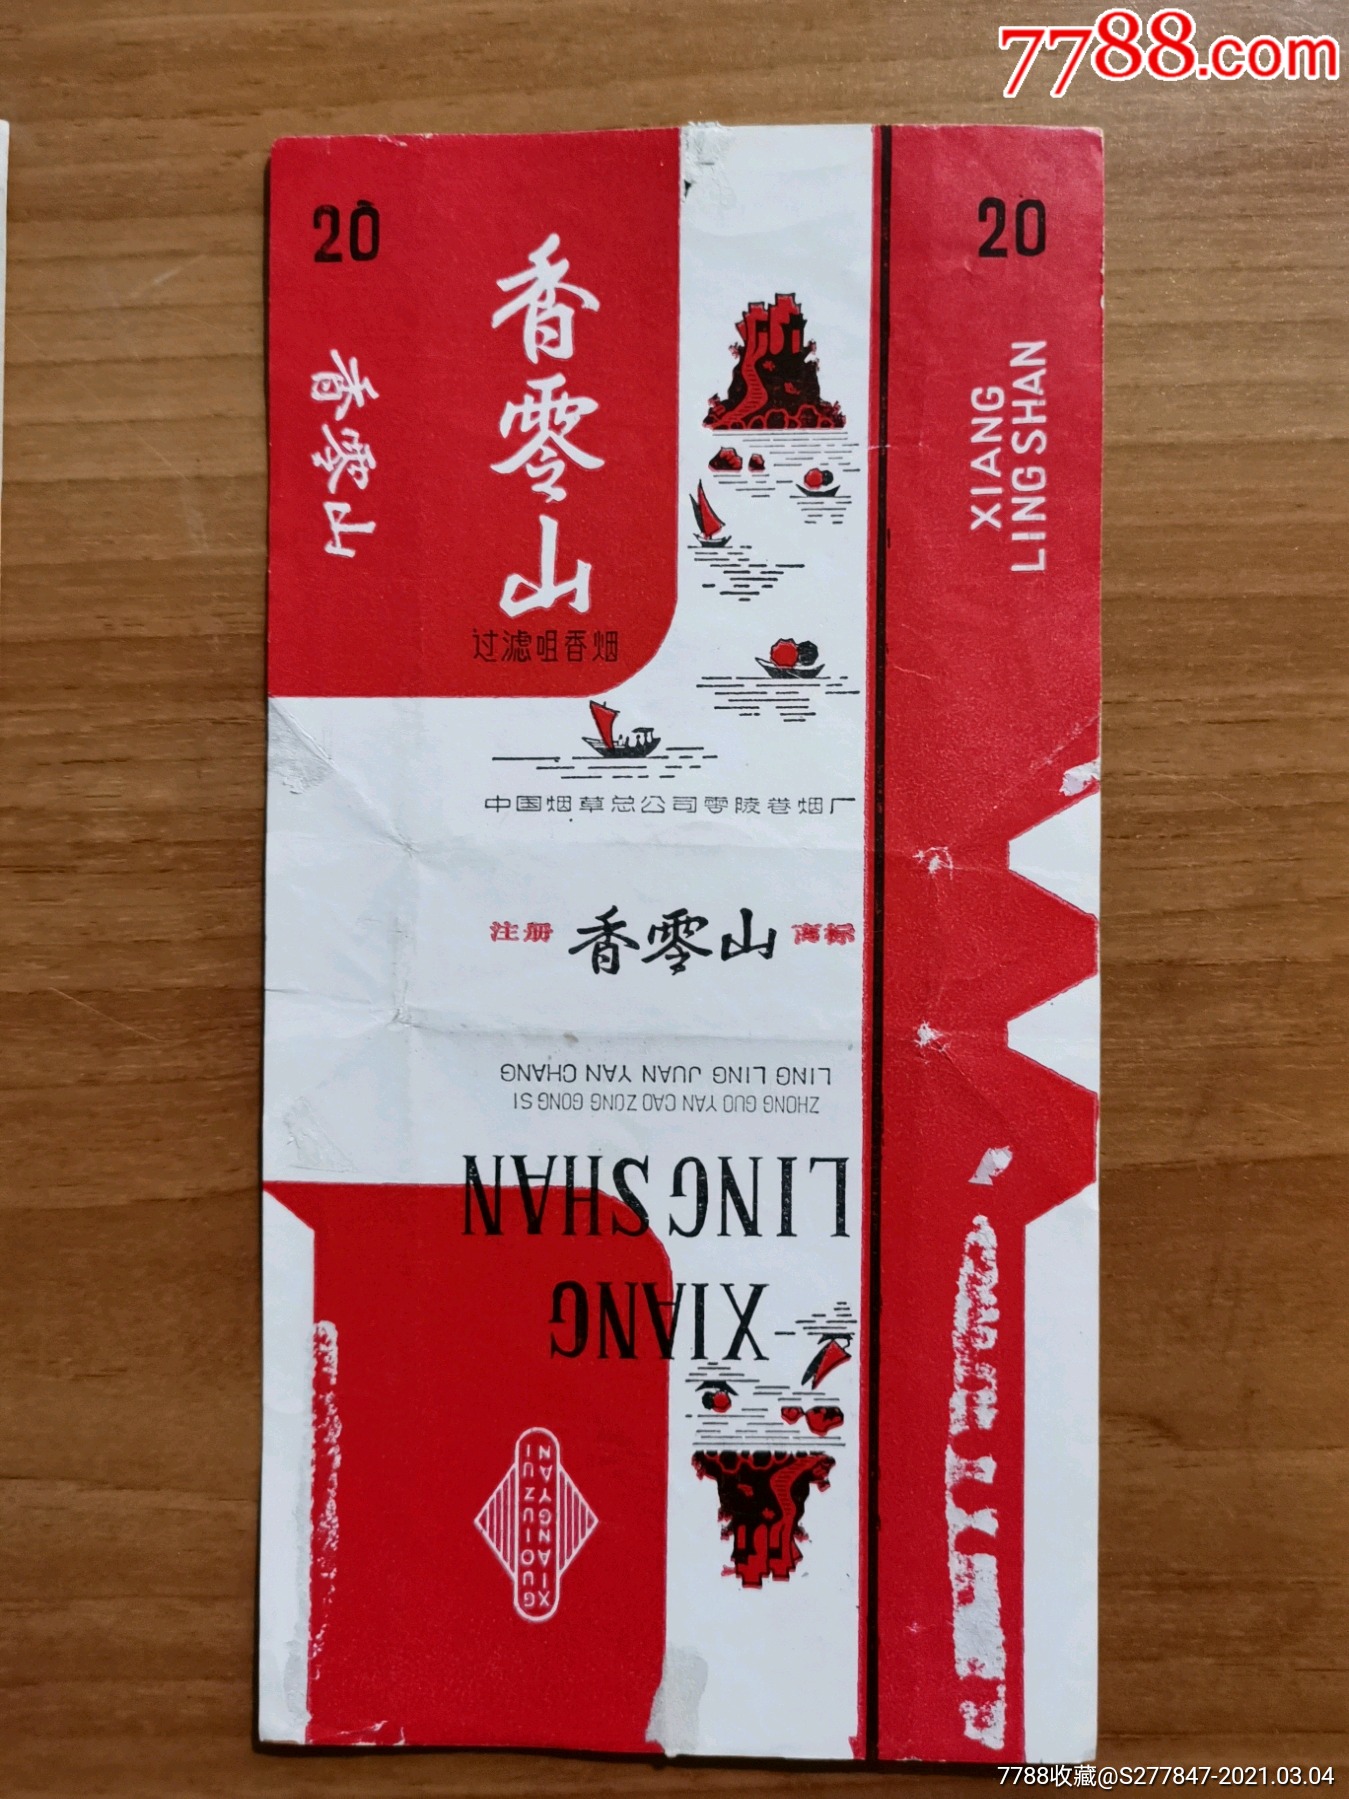 7788.com
20
香零山
香零山
过滤咀香烟
20
XIANG
LINGSHAN
中国烟草总公司零陵卷烟厂
注册 香零山 商标
LING LING JUAN YAN CHANG
ZHONG GUO YAN CAO ZONG GONG SI
LINGSHAN
XIANG-
GUOIUZUI
XIANGYAN
7788收藏@S277847-2021.03.04